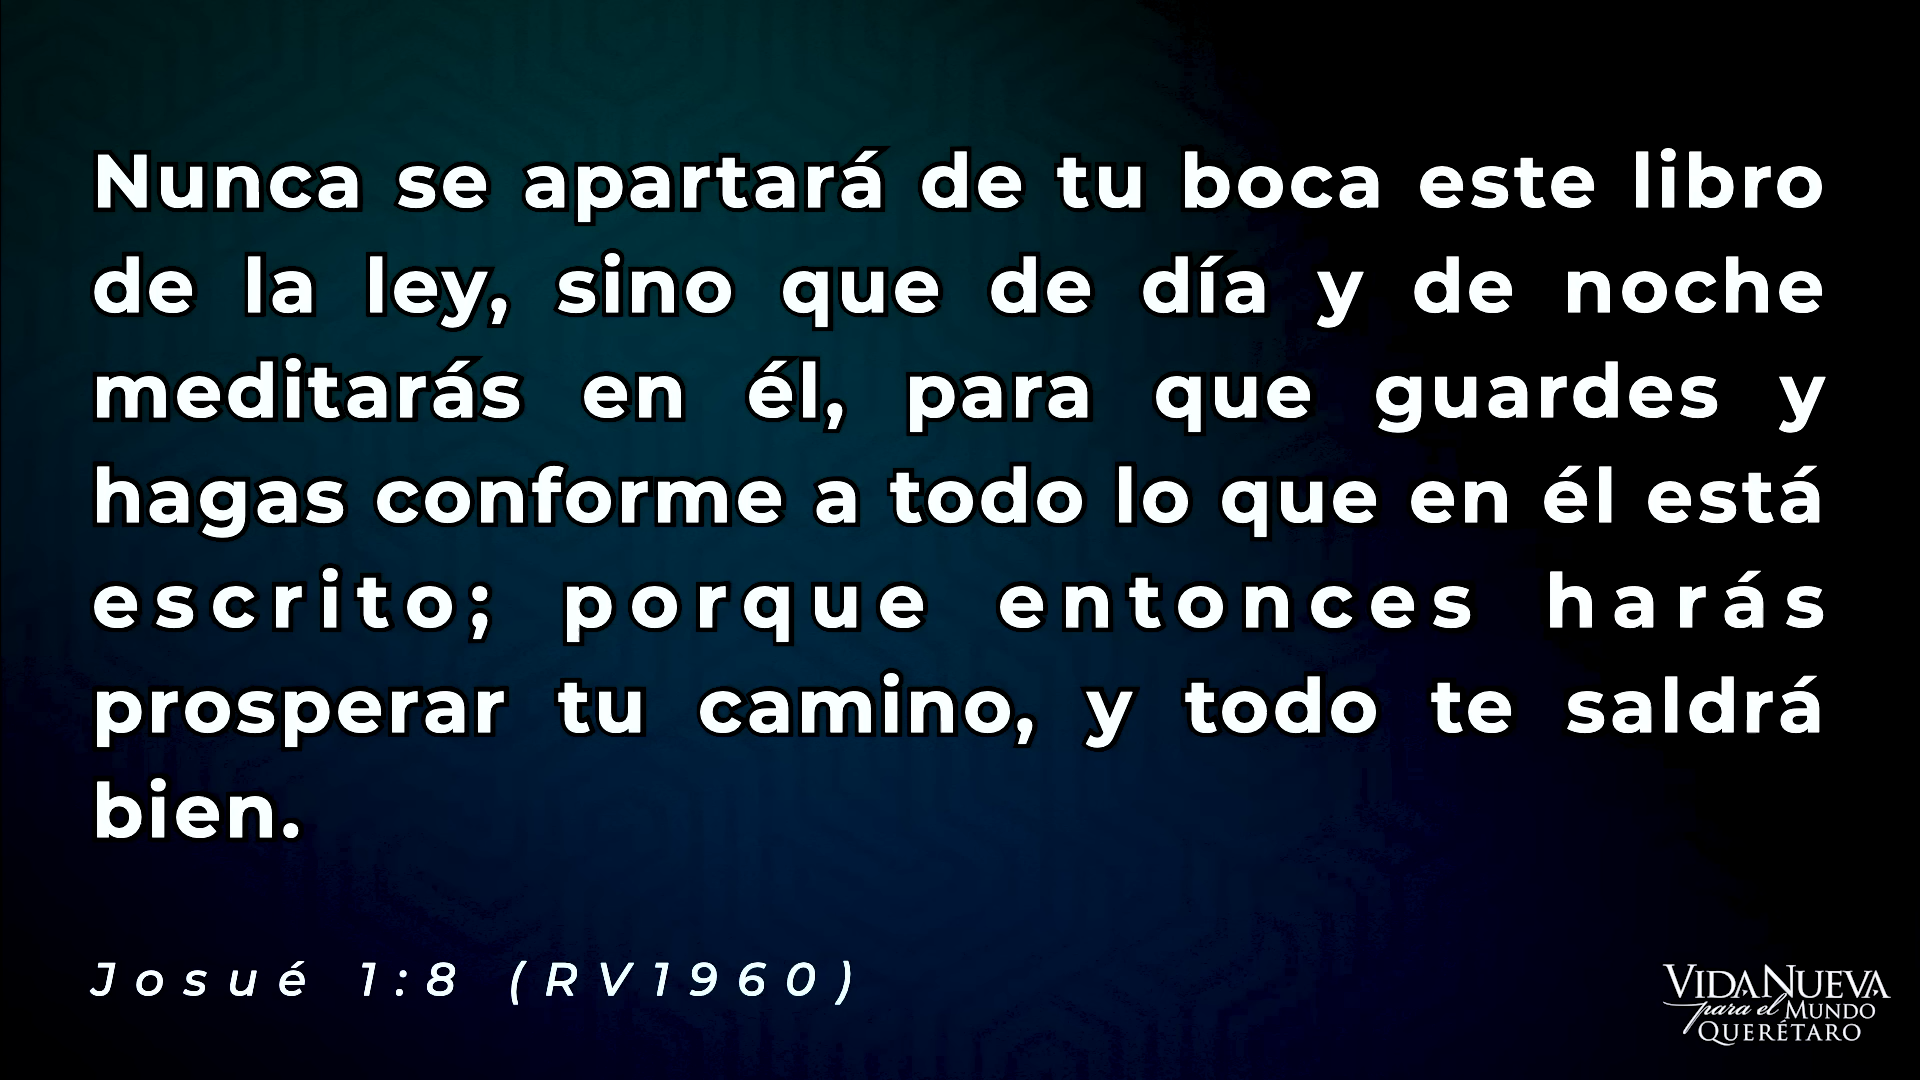 Nunca se apartará de tu boca este libro
de la ley, sino que de día y de noche
meditarás en él, para que guardes y
hagas conforme a todo lo que en él está
escrito; porque entonces harás
prosperar tu camino, y todo te saldrá
bien.
Josué 1:8 (RV1960)
VIDA NUEVA
para el MUNDO
QUERÉTARO